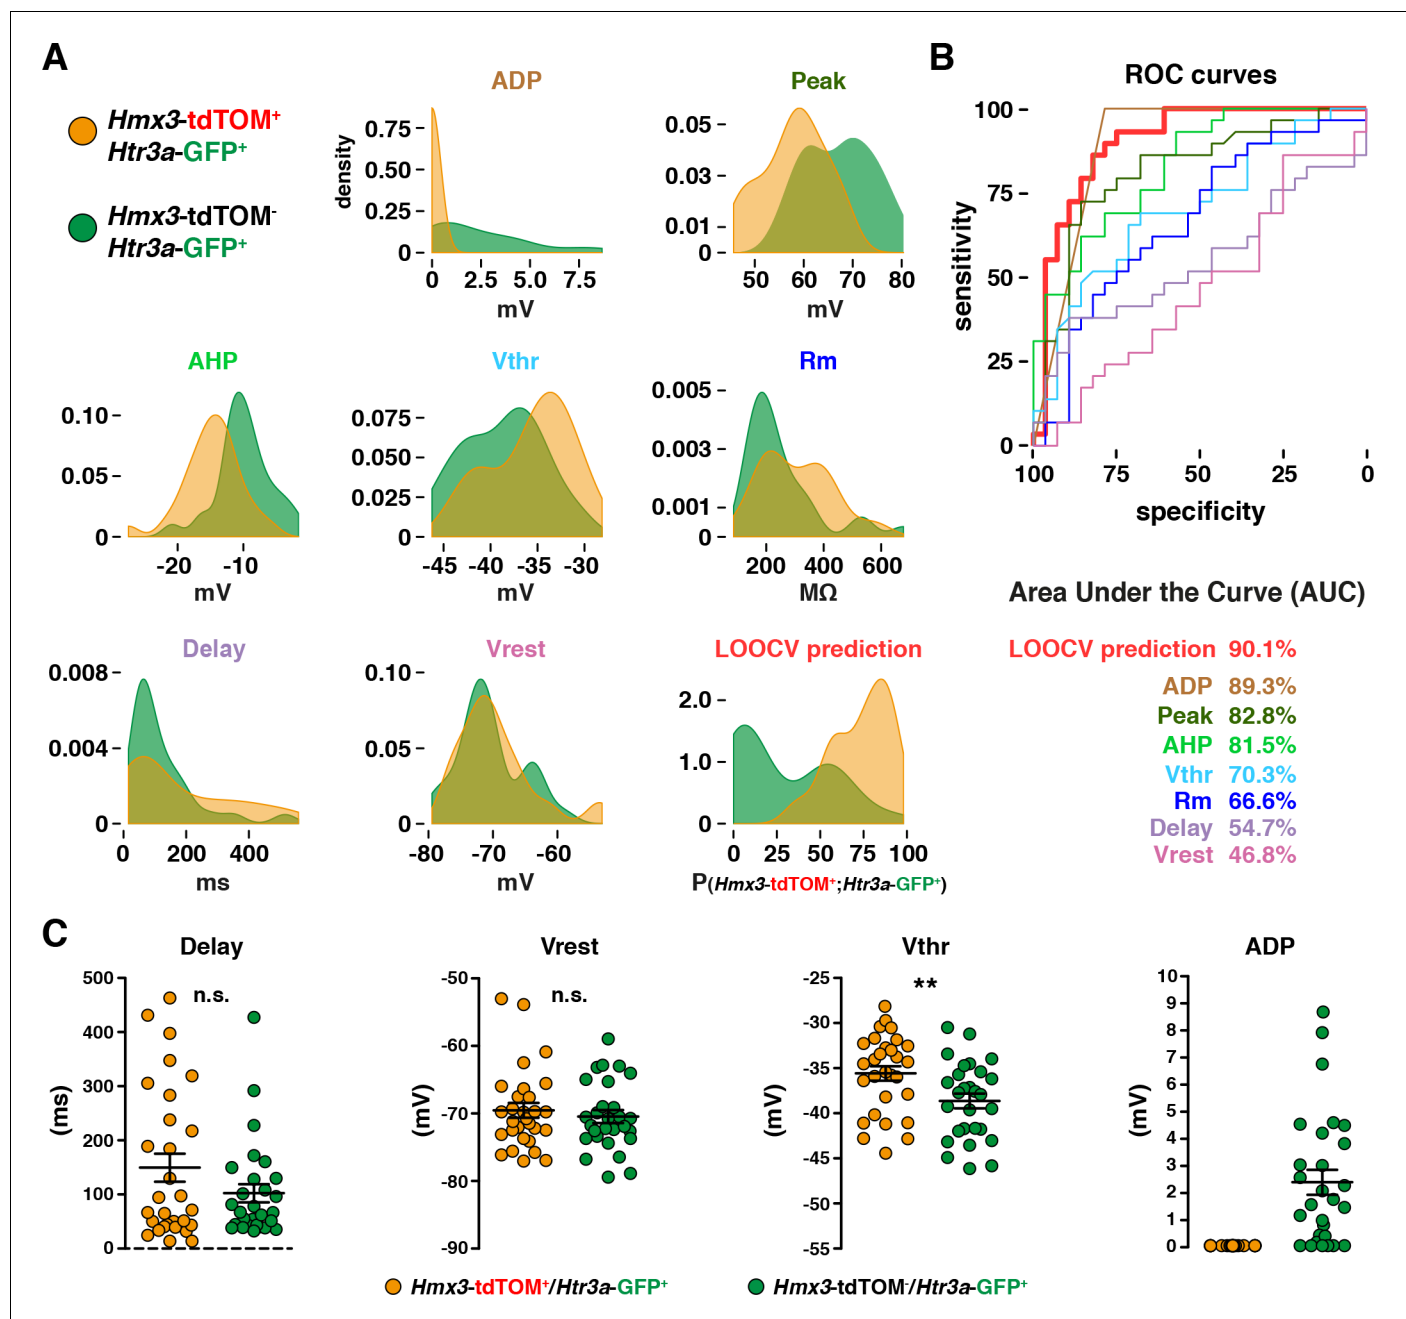 A
Hmx3-tdTOM+
Htr3a-GFP+
Hmx3-tdTOM-
Htr3a-GFP+
ADP
density
0.75
0.50
0.25
0
0 2.5 5.0 7.5
mV
Peak
0.05
0.03
0.01
0
50 60 70 80
mV
AHP
0.10
0.05
0
-20 -10
mV
Vthr
0.075
0.050
0.025
0
-45 -40 -35 -30
mV
Rm
0.005
0.003
0.001
0
200 400 600
MΩ
Delay
0.008
0.004
0
0 200 400
ms
Vrest
0.10
0.05
0
-80 -70 -60
mV
LOOCV prediction
2.0
1.0
0
0 25 50 75 100
P(Hmx3-tdTOM+;Htr3a-GFP+)
B
ROC curves
sensitivity
100
75
50
25
0
100 75 50 25 0
specificity
Area Under the Curve (AUC)
LOOCV prediction 90.1%
ADP 89.3%
Peak 82.8%
AHP 81.5%
Vthr 70.3%
Rm 66.6%
Delay 54.7%
Vrest 46.8%
C
Delay
(ms)
500
400
300
200
100
0
n.s.
Vrest
(mV)
-50
-60
-70
-80
-90
n.s.
Vthr
(mV)
-25
-30
-35
-40
-45
-50
-55
**
ADP
(mV)
10
9
8
7
6
5
4
3
2
1
0
Hmx3-tdTOM+/Htr3a-GFP+
Hmx3-tdTOM-/Htr3a-GFP+